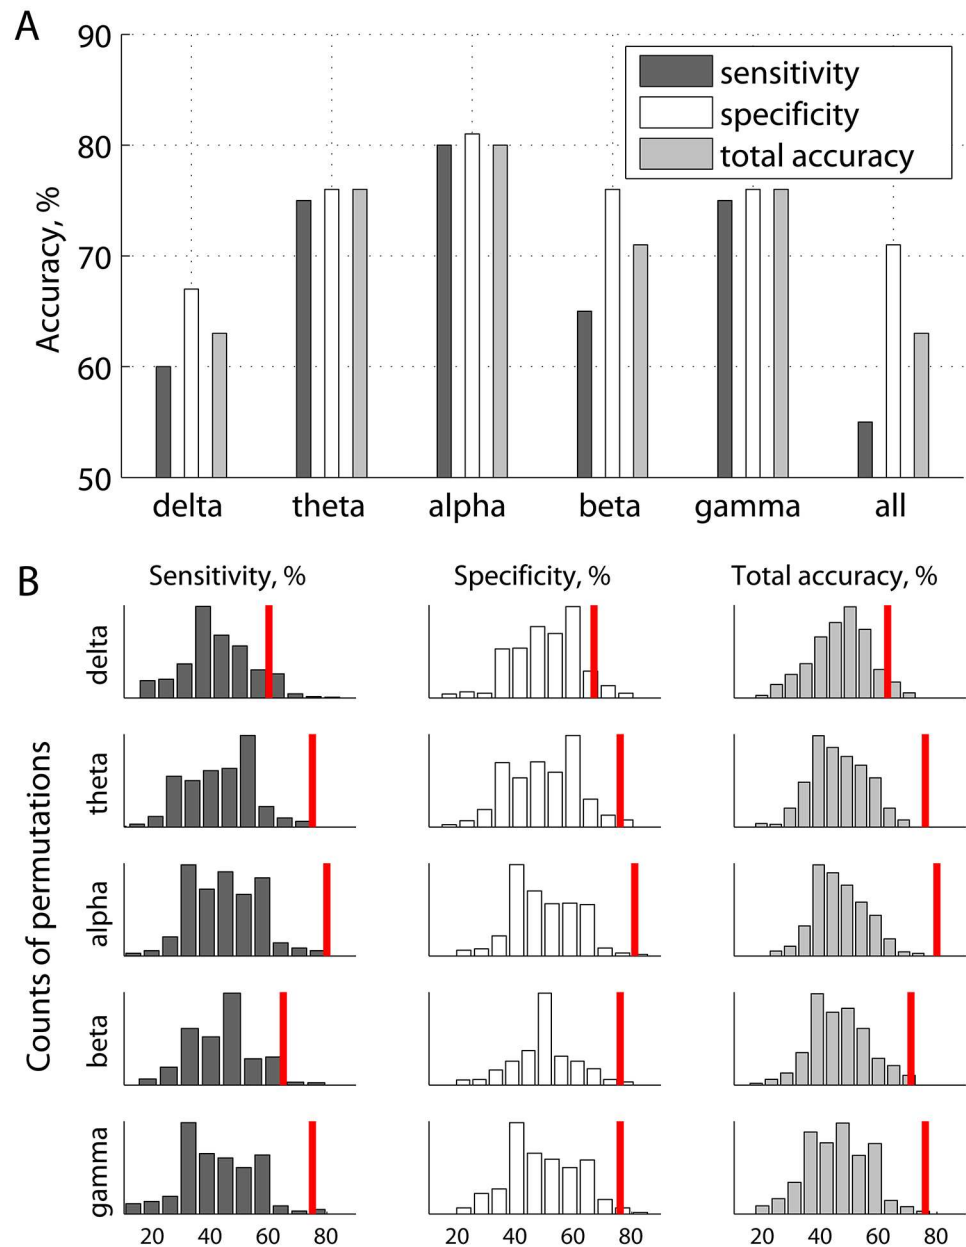 A
90
80
70
60
50
Accuracy, %
sensitivity
specificity
total accuracy
delta theta alpha beta gamma all
B
Sensitivity, % Specificity, % Total accuracy, %
Counts of permutations
delta
theta
alpha
beta
gamma
20 40 60 80 20 40 60 80 20 40 60 80